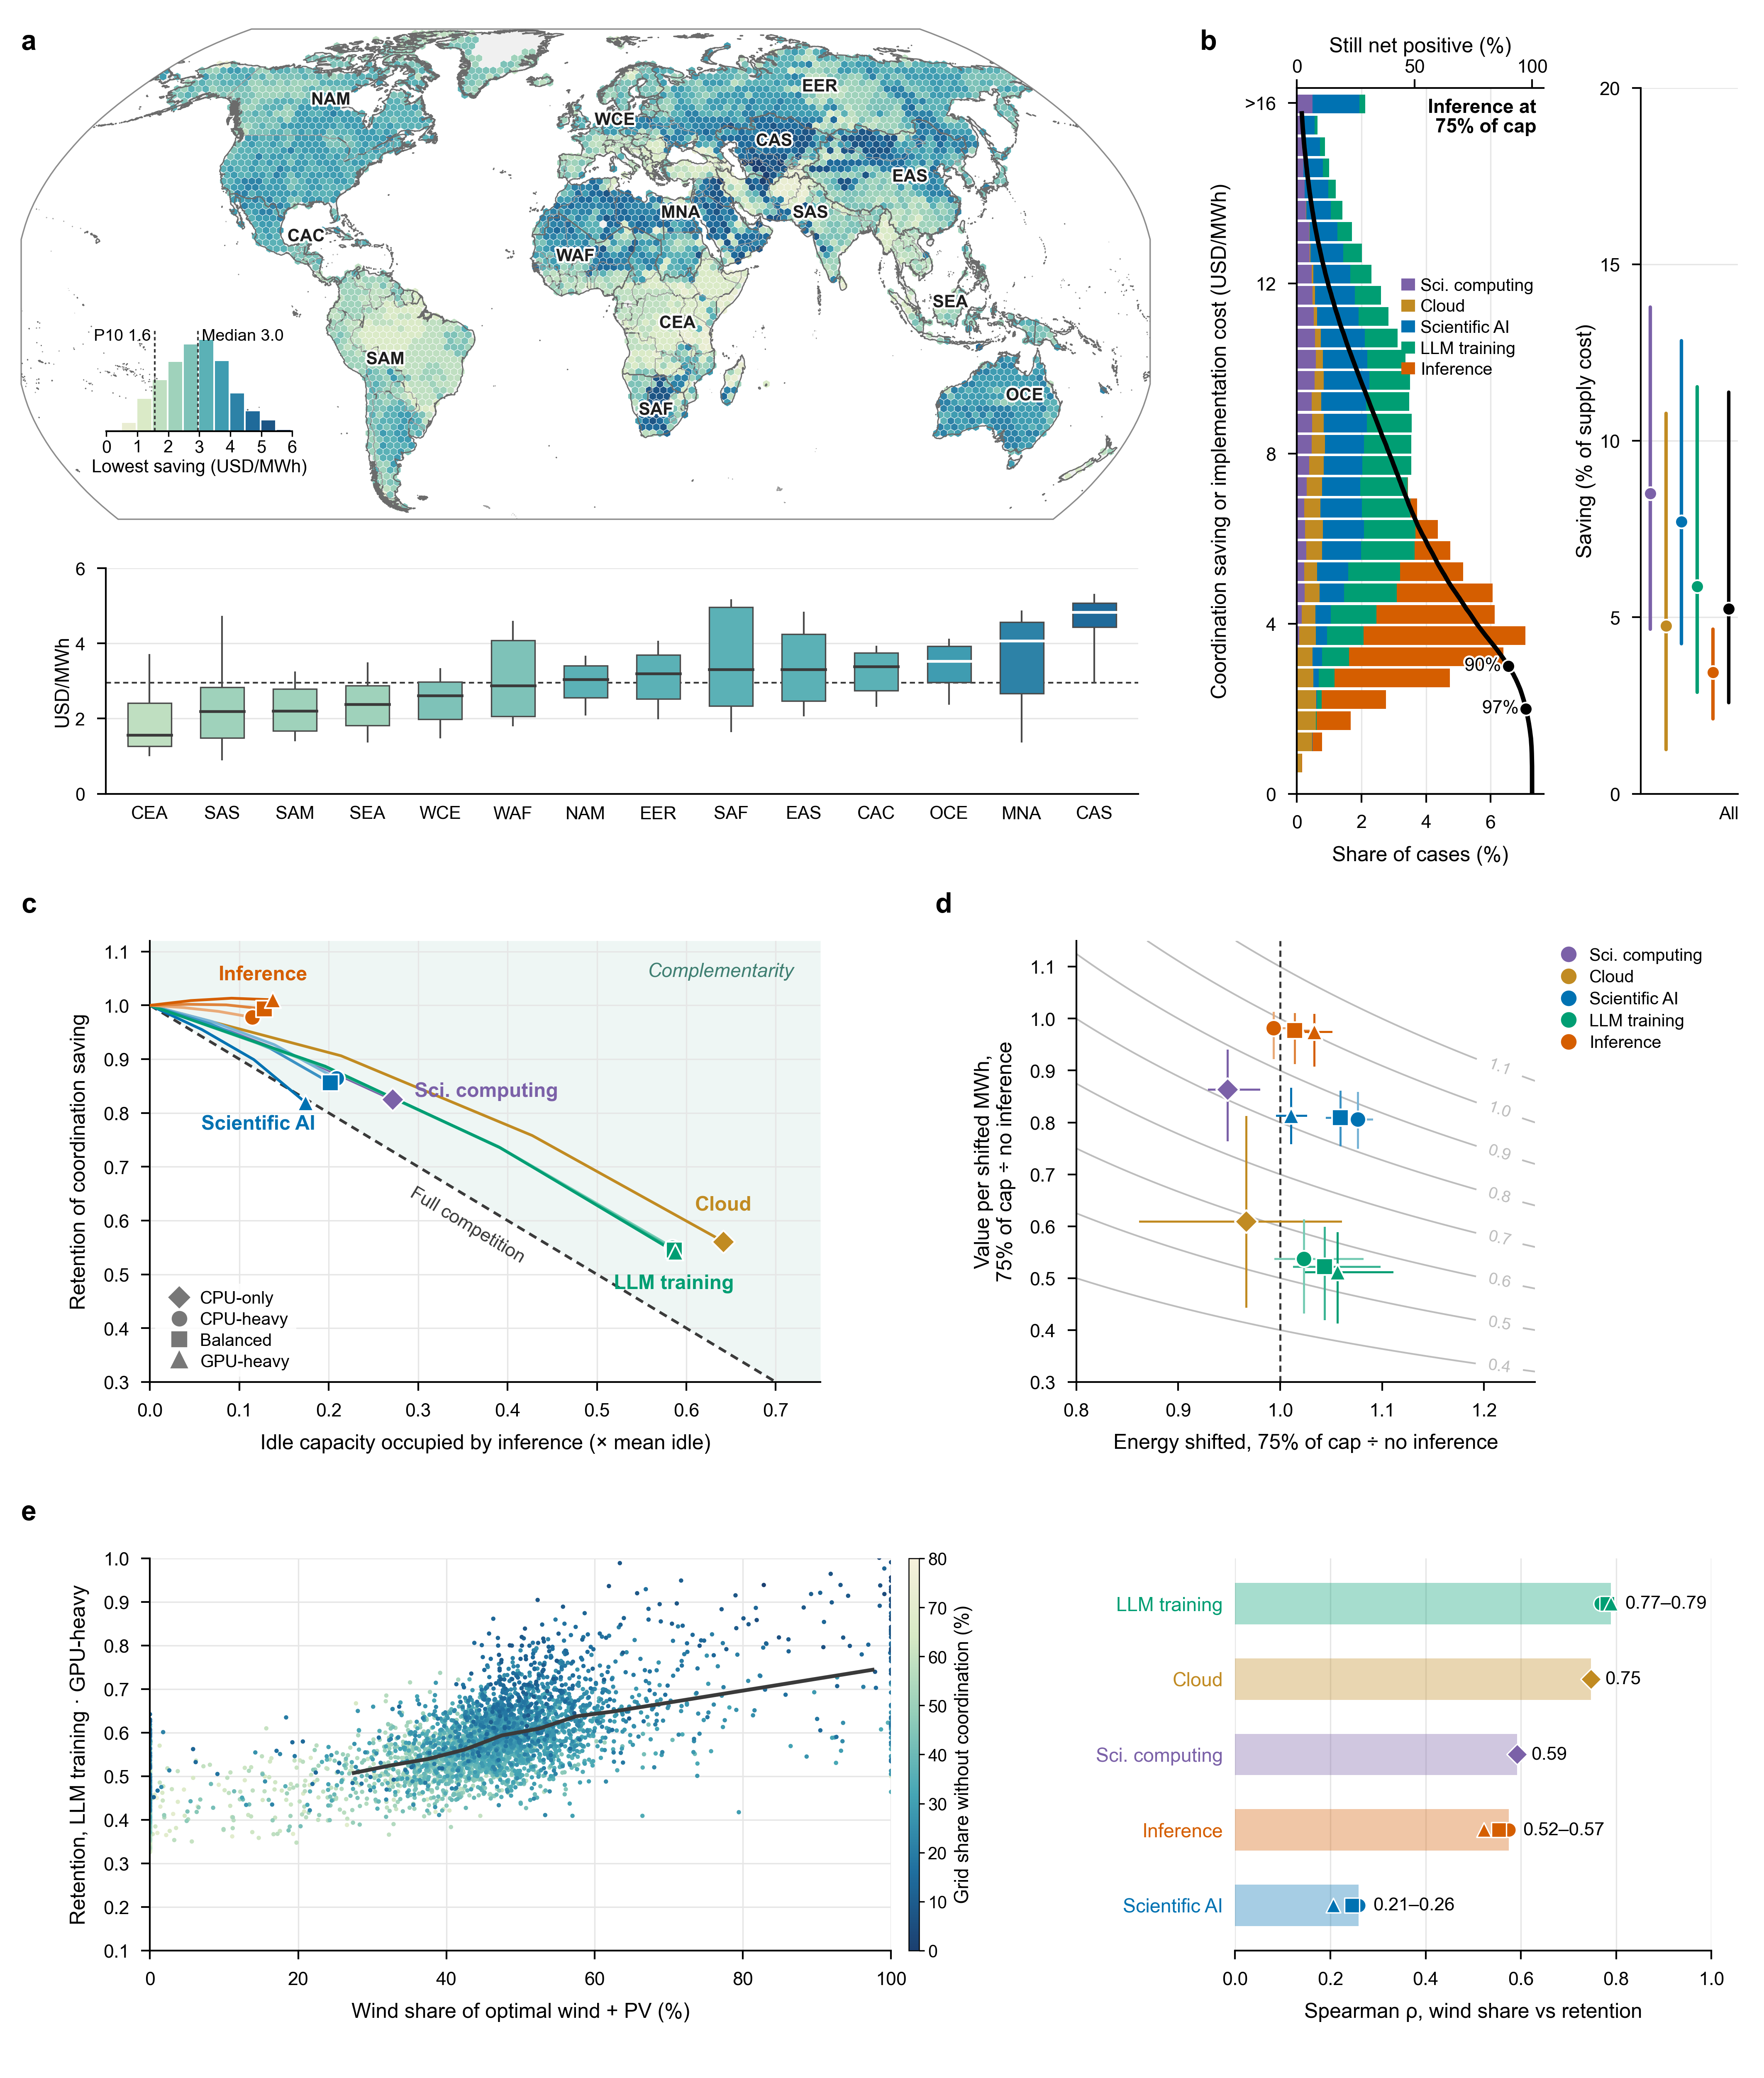 a
NAM
EER
WCE
CAS
EAS
MNA
SAS
CAC
WAF
SEA
CEA
SAM
OCE
SAF
P10 1.6
Median 3.0
0 1 2 3 4 5 6
Lowest saving (USD/MWh)
USD/MWh
6
4
2
0
CEA SAS SAM SEA WCE WAF NAM EER SAF EAS CAC OCE MNA CAS
b
Still net positive (%)
0 50 100
Inference at
75% of cap
Coordination saving or implementation cost (USD/MWh)
>16
12
8
4
0
Sci. computing
Cloud
Scientific AI
LLM training
Inference
90%
97%
0 2 4 6
Share of cases (%)
Saving (% of supply cost)
20
15
10
5
0
All
c
Retention of coordination saving
1.1
1.0
0.9
0.8
0.7
0.6
0.5
0.4
0.3
Inference
Complementarity
Sci. computing
Scientific AI
Full competition
Cloud
LLM training
CPU-only
CPU-heavy
Balanced
GPU-heavy
0.0 0.1 0.2 0.3 0.4 0.5 0.6 0.7
Idle capacity occupied by inference (× mean idle)
d
Value per shifted MWh,
75% of cap ÷ no inference
1.1
1.0
0.9
0.8
0.7
0.6
0.5
0.4
0.3
1.1
1.0
0.9
0.8
0.7
0.6
0.5
0.4
0.8 0.9 1.0 1.1 1.2
Energy shifted, 75% of cap ÷ no inference
Sci. computing
Cloud
Scientific AI
LLM training
Inference
e
Retention, LLM training · GPU-heavy
1.0
0.9
0.8
0.7
0.6
0.5
0.4
0.3
0.2
0.1
0 20 40 60 80 100
Wind share of optimal wind + PV (%)
80
70
60
50
40
30
20
10
0
Grid share without coordination (%)
LLM training 0.77–0.79
Cloud 0.75
Sci. computing 0.59
Inference 0.52–0.57
Scientific AI 0.21–0.26
0.0 0.2 0.4 0.6 0.8 1.0
Spearman ρ, wind share vs retention